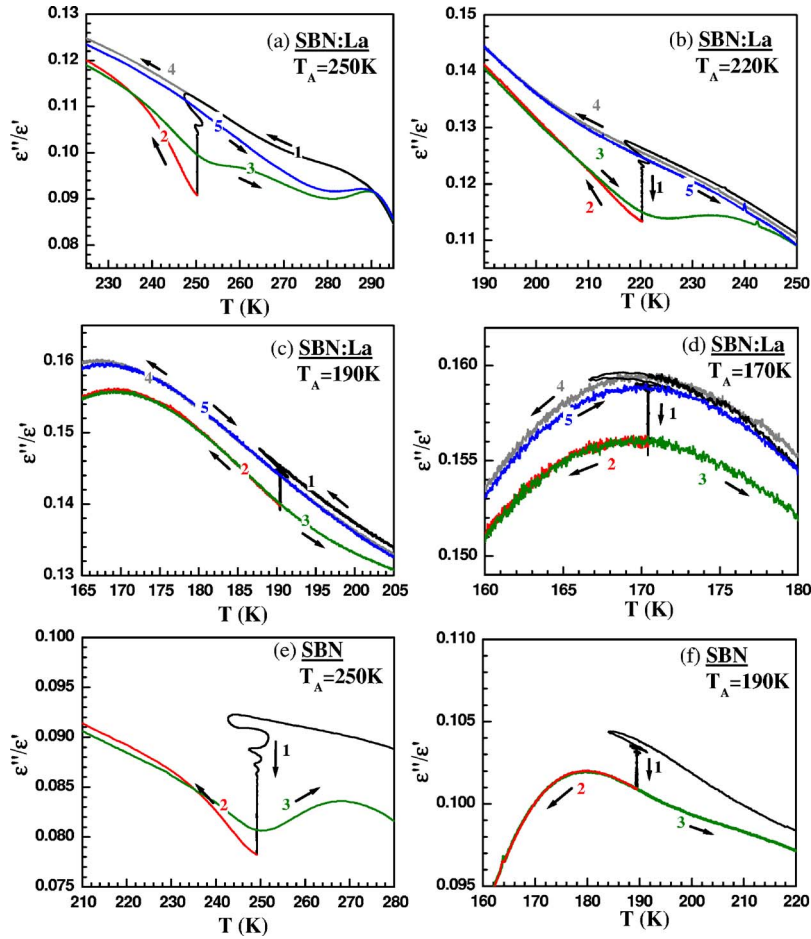 (a) SBN:La
T_A=250K
ε''/ε'
0.13
0.12
0.11
0.10
0.09
0.08
4
5
1
2
3
230 240 250 260 270 280 290
T (K)
(b) SBN:La
T_A=220K
ε''/ε'
0.15
0.14
0.13
0.12
0.11
4
3
1
5
2
190 200 210 220 230 240 250
T (K)
(c) SBN:La
T_A=190K
ε''/ε'
0.16
0.15
0.14
0.13
4
5
1
2
3
165 170 175 180 185 190 195 200 205
T (K)
(d) SBN:La
T_A=170K
ε''/ε'
0.160
0.155
0.150
4
5
1
2
3
160 165 170 175 180
T (K)
(e) SBN
T_A=250K
ε''/ε'
0.100
0.095
0.090
0.085
0.080
0.075
1
2
3
210 220 230 240 250 260 270 280
T (K)
(f) SBN
T_A=190K
ε''/ε'
0.110
0.105
0.100
0.095
1
2
3
160 170 180 190 200 210 220
T (K)